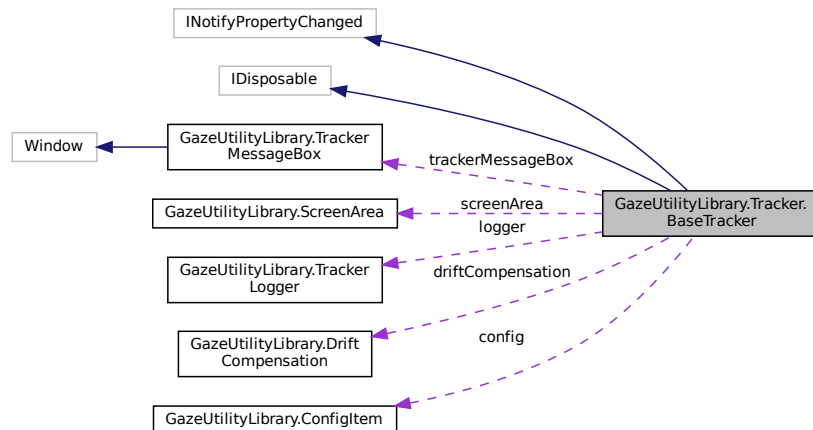 INotifyPropertyChanged
IDisposable
Window
GazeUtilityLibrary.Tracker
MessageBox
trackerMessageBox
GazeUtilityLibrary.ScreenArea
screenArea
GazeUtilityLibrary.Tracker.
BaseTracker
logger
GazeUtilityLibrary.Tracker
Logger
driftCompensation
GazeUtilityLibrary.Drift
Compensation
config
GazeUtilityLibrary.ConfigItem